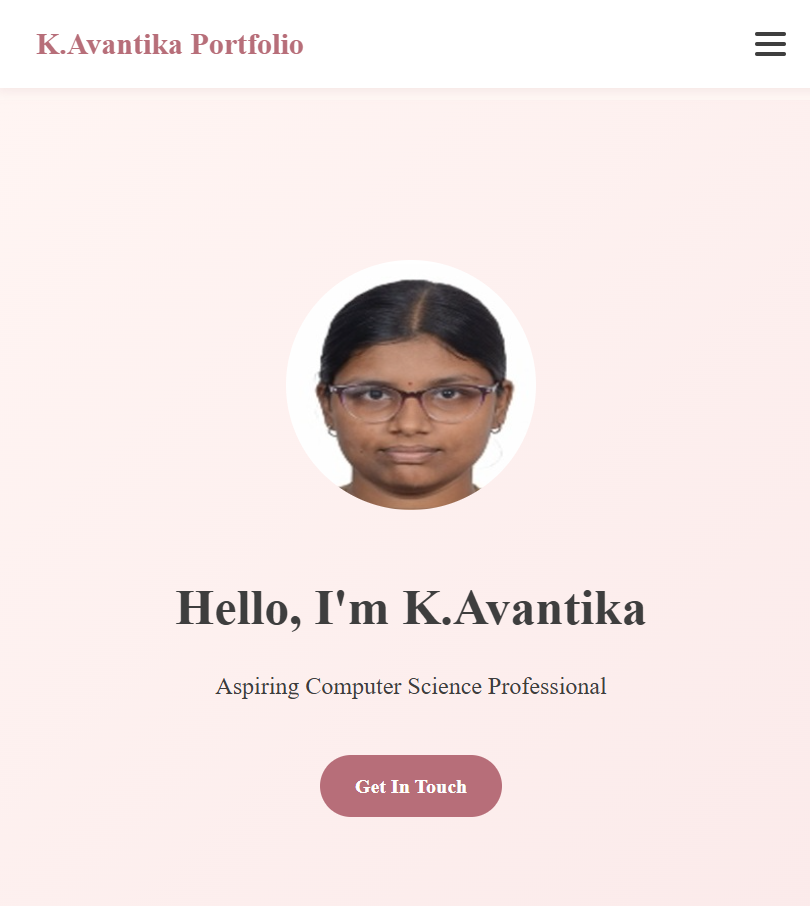 K.Avantika Portfolio
Hello, I'm K.Avantika
Aspiring Computer Science Professional
Get In Touch